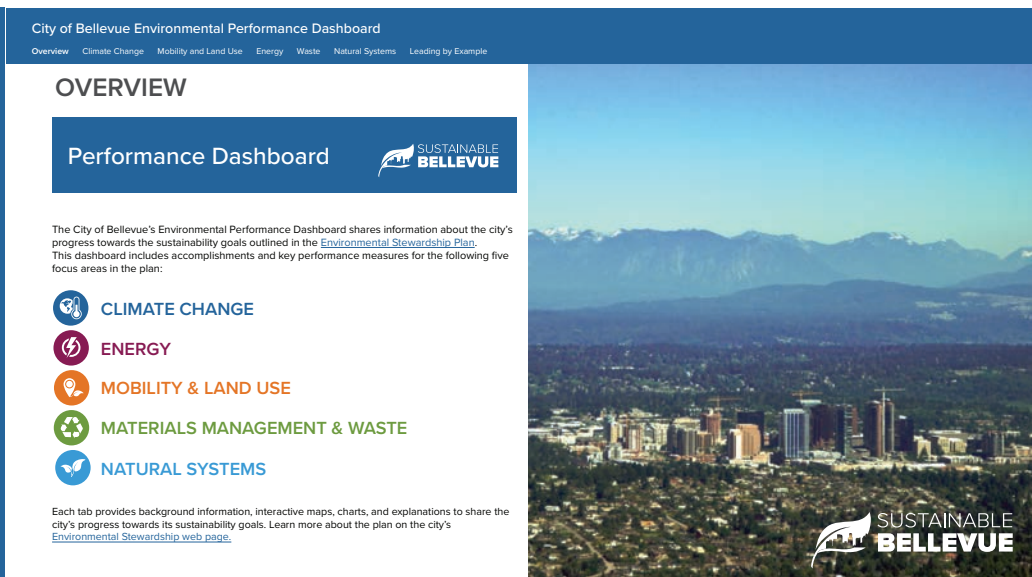 City of Bellevue Environmental Performance Dashboard
Overview Climate Change Mobility and Land Use Energy Waste Natural Systems Leading by Example
OVERVIEW
Performance Dashboard
SUSTAINABLE
BELLEVUE
The City of Bellevue's Environmental Performance Dashboard shares information about the city's
progress towards the sustainability goals outlined in the Environmental Stewardship Plan.
This dashboard includes accomplishments and key performance measures for the following five
focus areas in the plan:
CLIMATE CHANGE
ENERGY
MOBILITY & LAND USE
MATERIALS MANAGEMENT & WASTE
NATURAL SYSTEMS
Each tab provides background information, interactive maps, charts, and explanations to share the
city's progress towards its sustainability goals. Learn more about the plan on the city's
Environmental Stewardship web page.
SUSTAINABLE
BELLEVUE